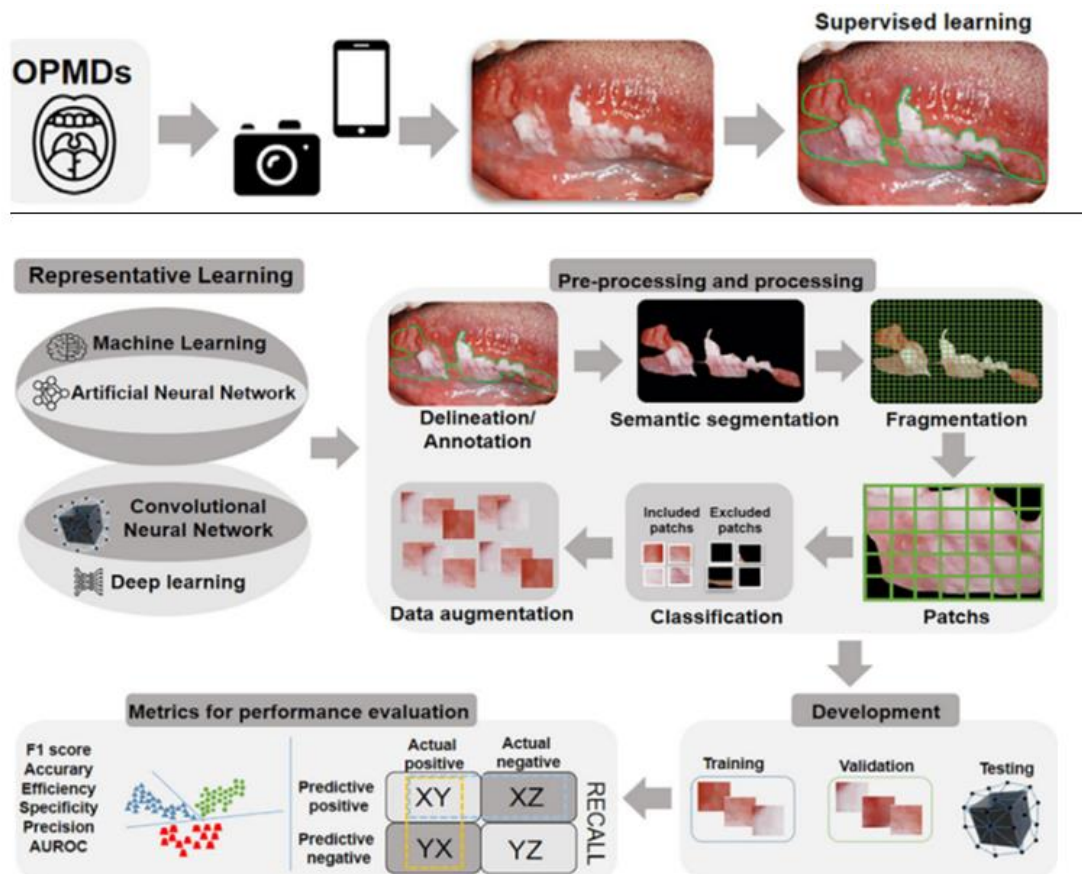 Supervised learning
OPMDs
Representative Learning
Machine Learning
Artificial Neural Network
Convolutional
Neural Network
Deep learning
Pre-processing and processing
Delineation/
Annotation
Semantic segmentation
Fragmentation
Included
patchs
Excluded
patchs
Data augmentation
Classification
Patchs
Metrics for performance evaluation
F1 score
Accurary
Efficiency
Specificity
Precision
AUROC
Actual
positive
Actual
negative
Predictive
positive
XY
XZ
Predictive
negative
YX
YZ
RECALL
Development
Training
Validation
Testing